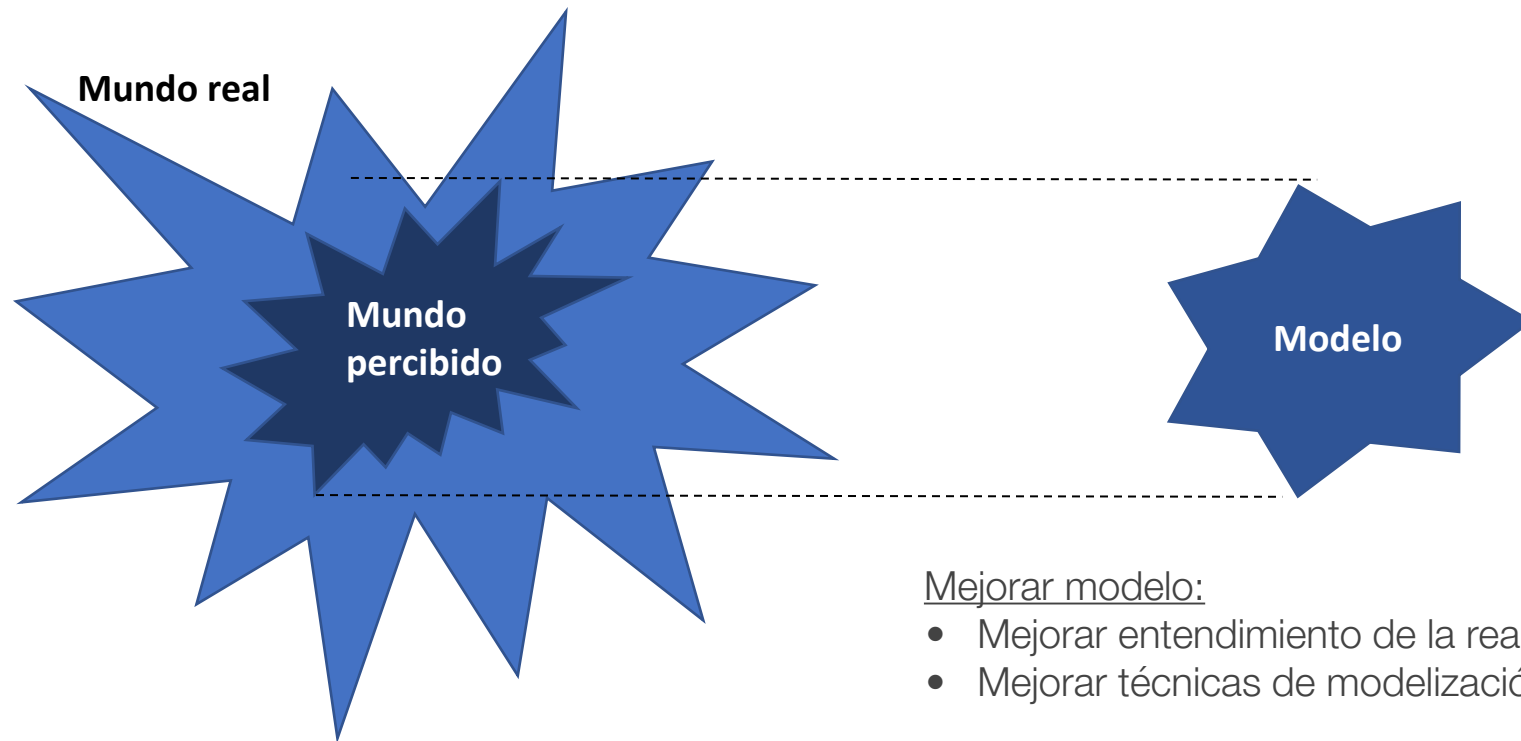 Mundo real
Mundo
percibido
Modelo
Mejorar modelo:
• Mejorar entendimiento de la rea
• Mejorar técnicas de modelizació